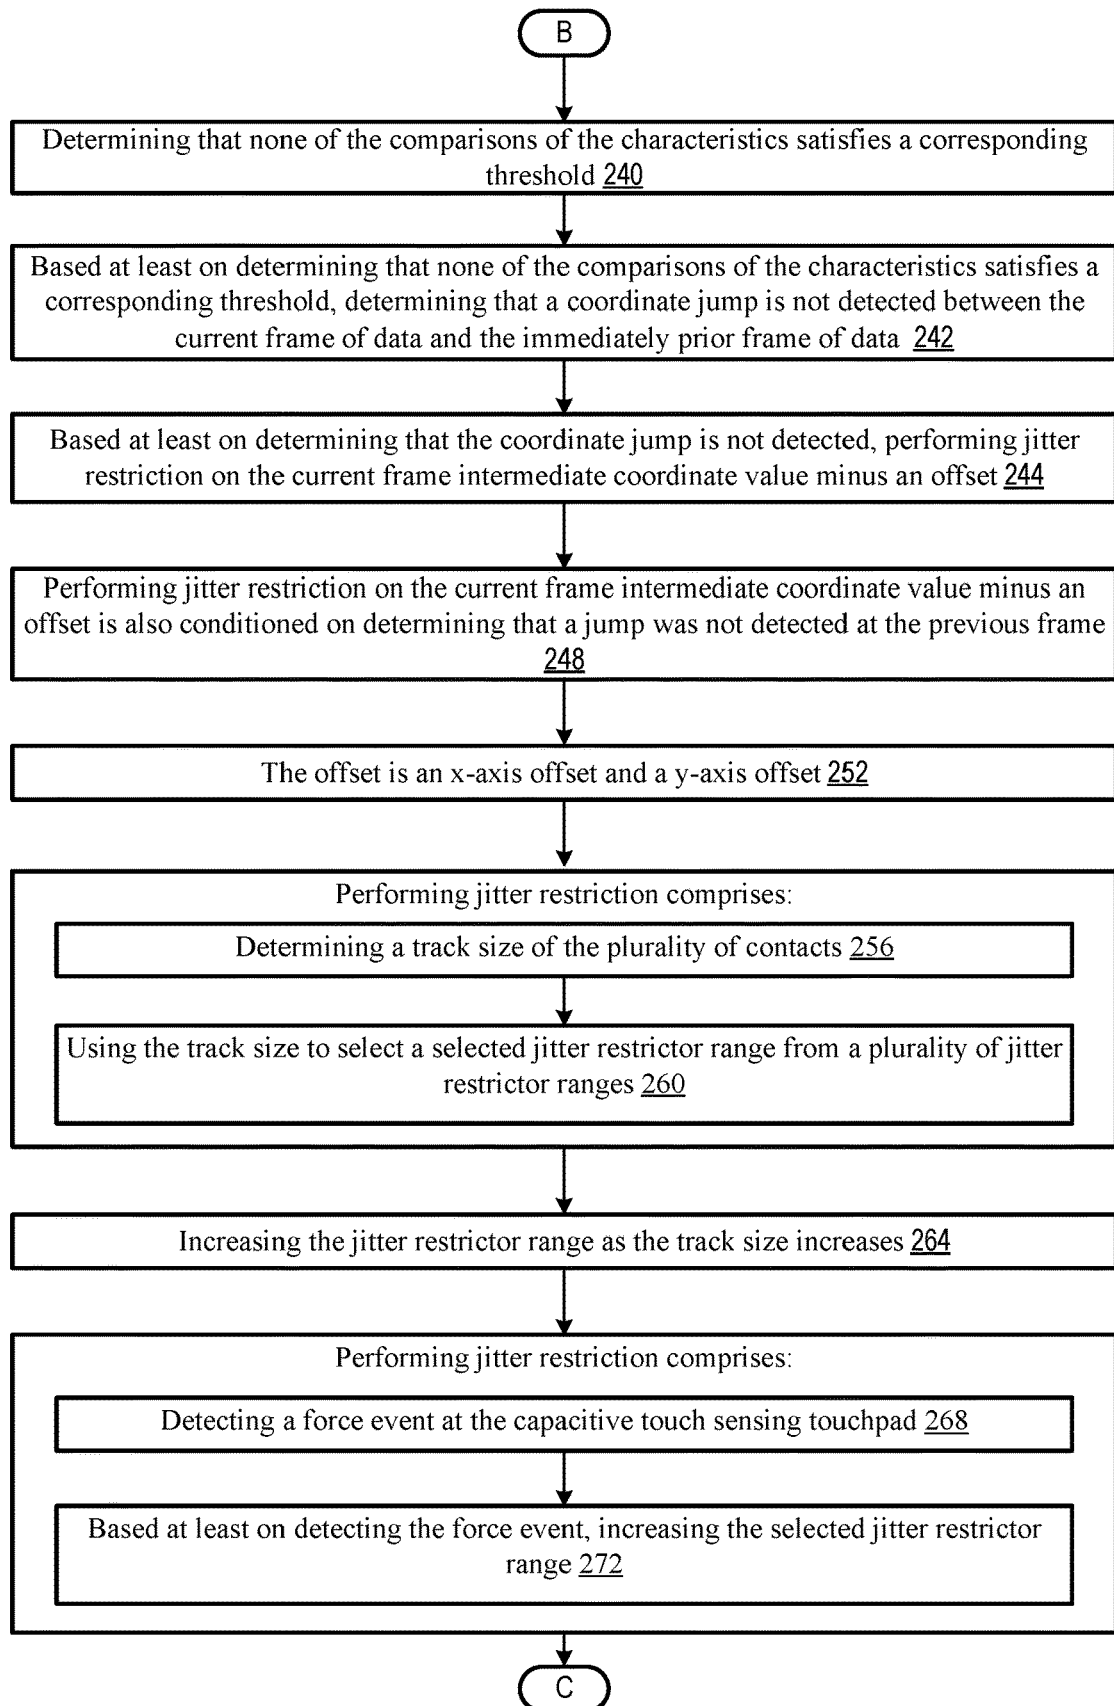 B
Determining that none of the comparisons of the characteristics satisfies a corresponding
threshold 240
Based at least on determining that none of the comparisons of the characteristics satisfies a
corresponding threshold, determining that a coordinate jump is not detected between the
current frame of data and the immediately prior frame of data 242
Based at least on determining that the coordinate jump is not detected, performing jitter
restriction on the current frame intermediate coordinate value minus an offset 244
Performing jitter restriction on the current frame intermediate coordinate value minus an
offset is also conditioned on determining that a jump was not detected at the previous frame
248
The offset is an x-axis offset and a y-axis offset 252
Performing jitter restriction comprises:
Determining a track size of the plurality of contacts 256
Using the track size to select a selected jitter restrictor range from a plurality of jitter
restrictor ranges 260
Increasing the jitter restrictor range as the track size increases 264
Performing jitter restriction comprises:
Detecting a force event at the capacitive touch sensing touchpad 268
Based at least on detecting the force event, increasing the selected jitter restrictor
range 272
C